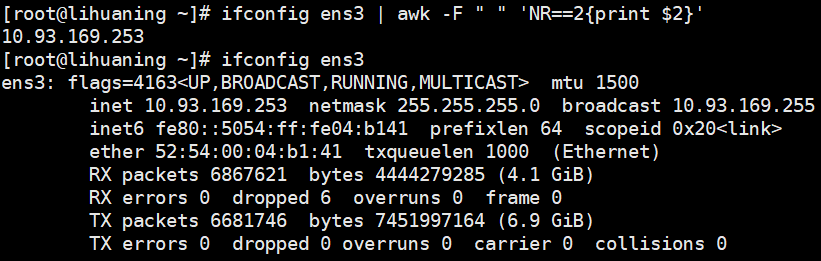 [root@lihuaning ~]# ifconfig ens3 | awk -F " " 'NR==2{print $2}'
10.93.169.253
[root@lihuaning ~]# ifconfig ens3
ens3: flags=4163<UP,BROADCAST,RUNNING,MULTICAST>  mtu 1500
        inet 10.93.169.253  netmask 255.255.255.0  broadcast 10.93.169.255
        inet6 fe80::5054:ff:fe04:b141  prefixlen 64  scopeid 0x20<link>
        ether 52:54:00:04:b1:41  txqueuelen 1000  (Ethernet)
        RX packets 6867621  bytes 4444279285 (4.1 GiB)
        RX errors 0  dropped 6  overruns 0  frame 0
        TX packets 6681746  bytes 7451997164 (6.9 GiB)
        TX errors 0  dropped 0 overruns 0  carrier 0  collisions 0